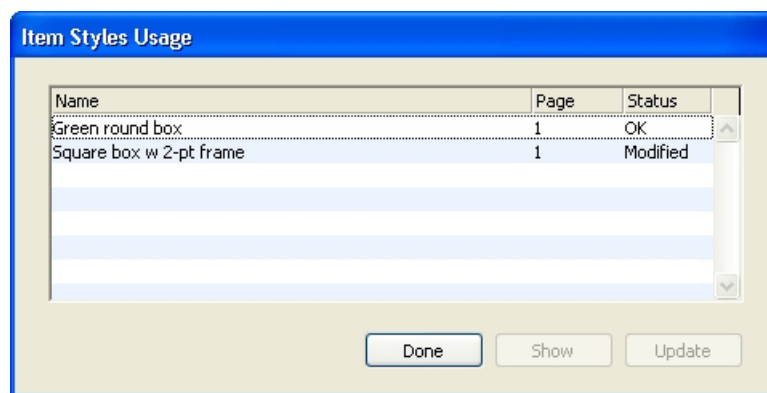 Item Styles Usage
Name Page Status
Green round box 1 OK
Square box w 2-pt frame 1 Modified
Done Show Update